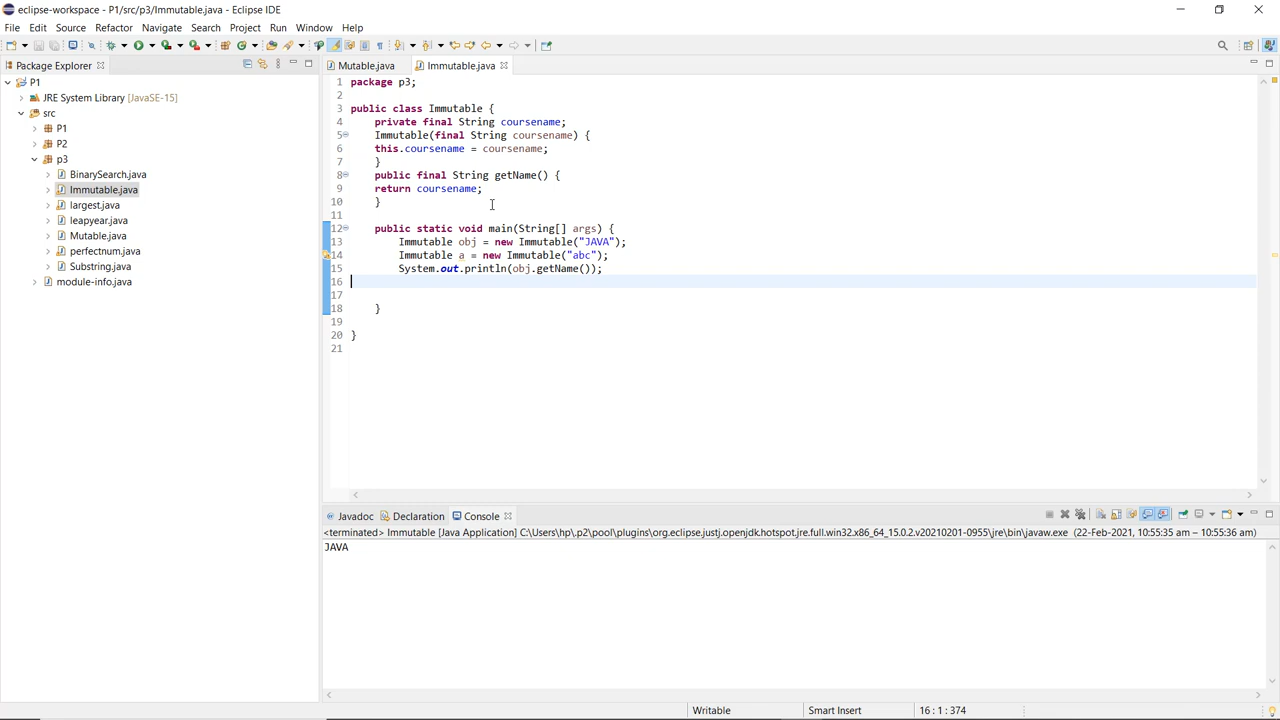 eclipse-workspace - P1/src/p3/Immutable.java - Eclipse IDE
File Edit Source Refactor Navigate Search Project Run Window Help
Package Explorer
P1
JRE System Library [JavaSE-15]
src
P1
P2
p3
BinarySearch.java
Immutable.java
largest.java
leapyear.java
Mutable.java
perfectnum.java
Substring.java
module-info.java
Mutable.java Immutable.java
1 package p3;
2
3 public class Immutable {
4 private final String coursename;
5 Immutable(final String coursename) {
6 this.coursename = coursename;
7 }
8 public final String getName() {
9 return coursename;
10 }
11
12 public static void main(String[] args) {
13 Immutable obj = new Immutable("JAVA");
14 Immutable a = new Immutable("abc");
15 System.out.println(obj.getName());
16
17
18 }
19
20 }
21
Javadoc Declaration Console
<terminated> Immutable [Java Application] C:\Users\hp\.p2\pool\plugins\org.eclipse.justj.openjdk.hotspot.jre.full.win32.x86_64_15.0.2.v20210201-0955\jre\bin\javaw.exe (22-Feb-2021, 10:55:35 am – 10:55:36 am)
JAVA
Writable Smart Insert 16 : 1 : 374